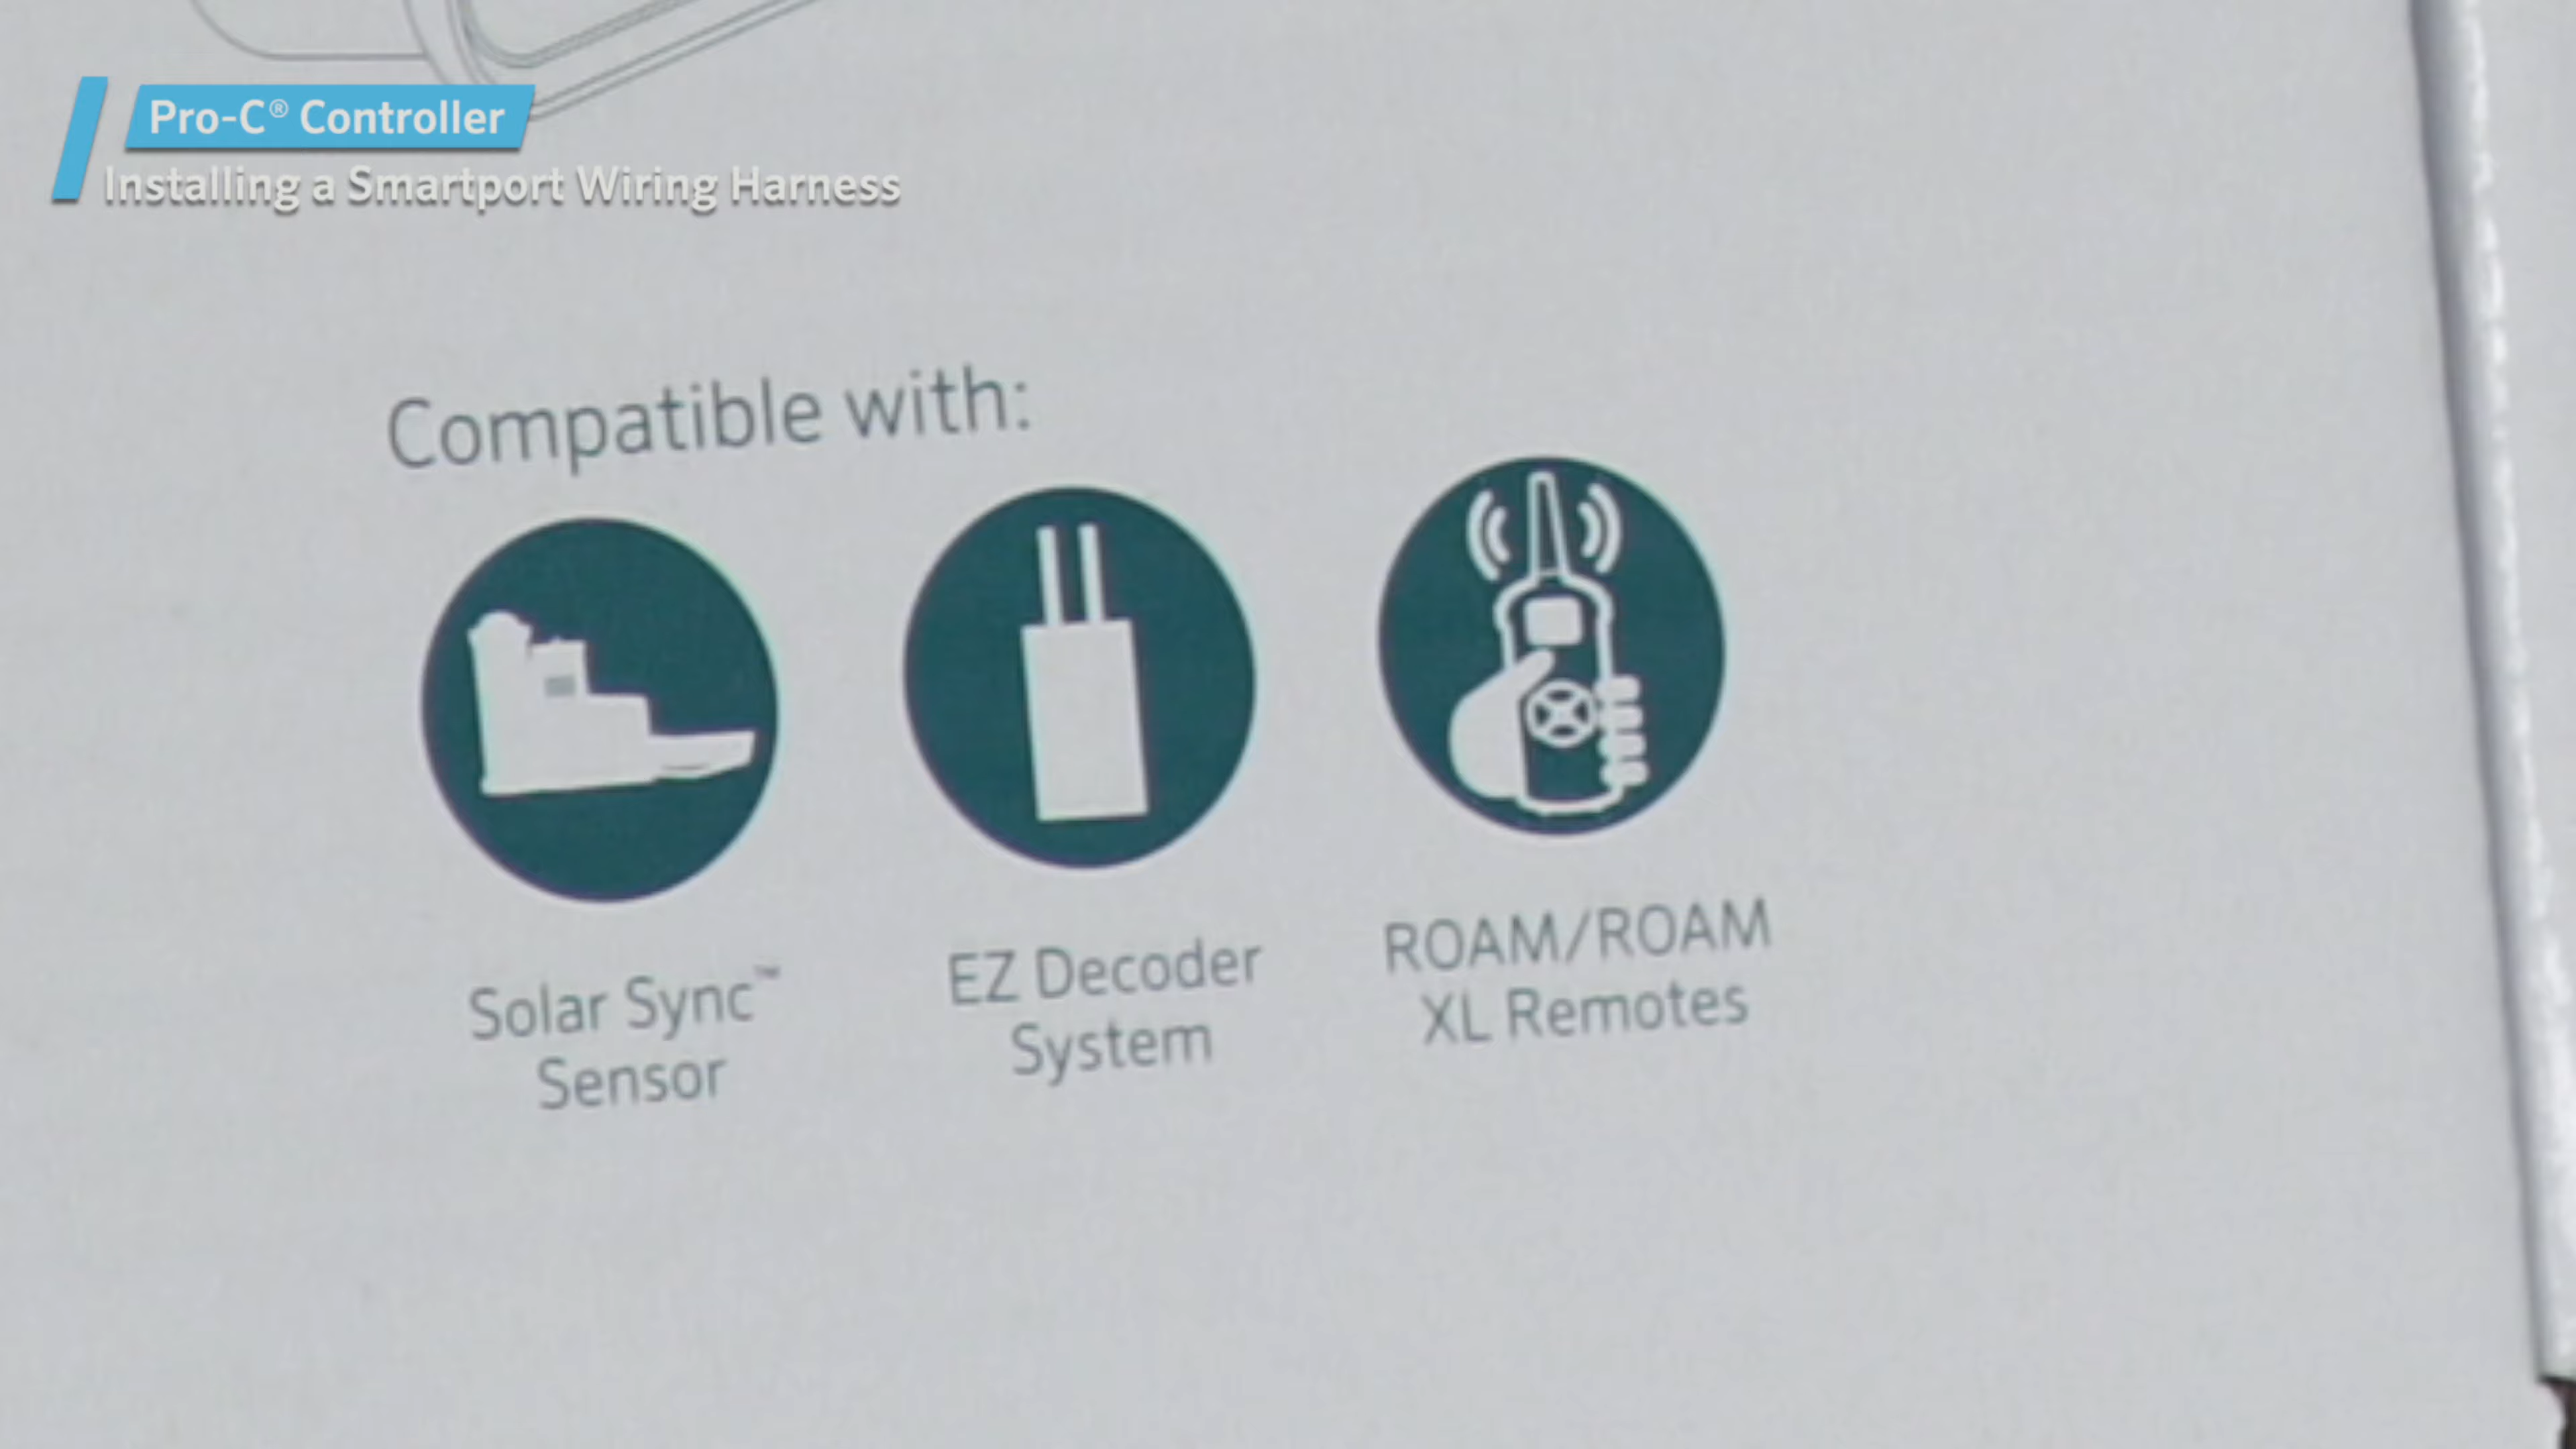 Pro-C® Controller
Installing a Smartport Wiring Harness
Compatible with:
Solar Sync™
Sensor
EZ Decoder
System
ROAM/ROAM
XL Remotes